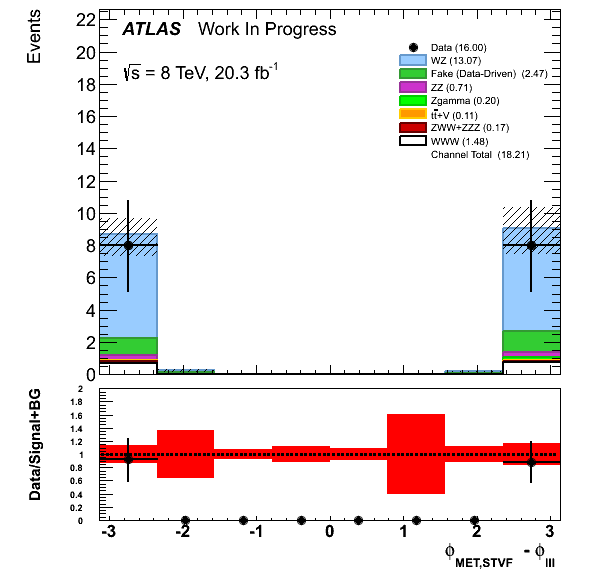 Events
22
20
18
16
14
12
10
8
6
4
2
0
ATLAS Work In Progress
√s = 8 TeV, 20.3 fb⁻¹
Data (16.00)
WZ (13.07)
Fake (Data-Driven) (2.47)
ZZ (0.71)
Zgamma (0.20)
tt̄+V (0.11)
ZWW+ZZZ (0.17)
WWW (1.48)
Channel Total (18.21)
Data/Signal+BG
2
1.8
1.6
1.4
1.2
1
0.8
0.6
0.4
0.2
0
-3 -2 -1 0 1 2 3
ϕMET,STVF - ϕlll